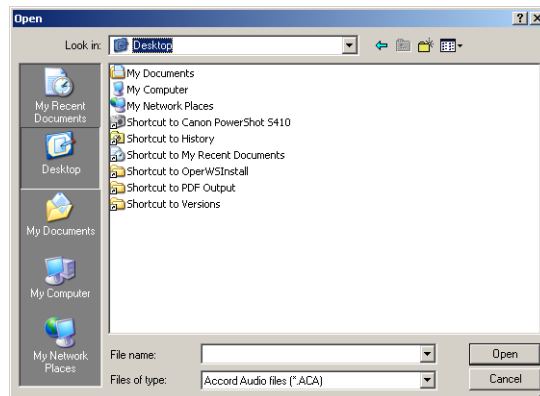 Open
Look in:
Desktop
My Recent
Documents
Desktop
My Documents
My Computer
My Network
Places
My Documents
My Computer
My Network Places
Shortcut to Canon PowerShot S410
Shortcut to History
Shortcut to My Recent Documents
Shortcut to OperWSInstall
Shortcut to PDF Output
Shortcut to Versions
File name:
Open
Files of type:
Accord Audio files (*.ACA)
Cancel